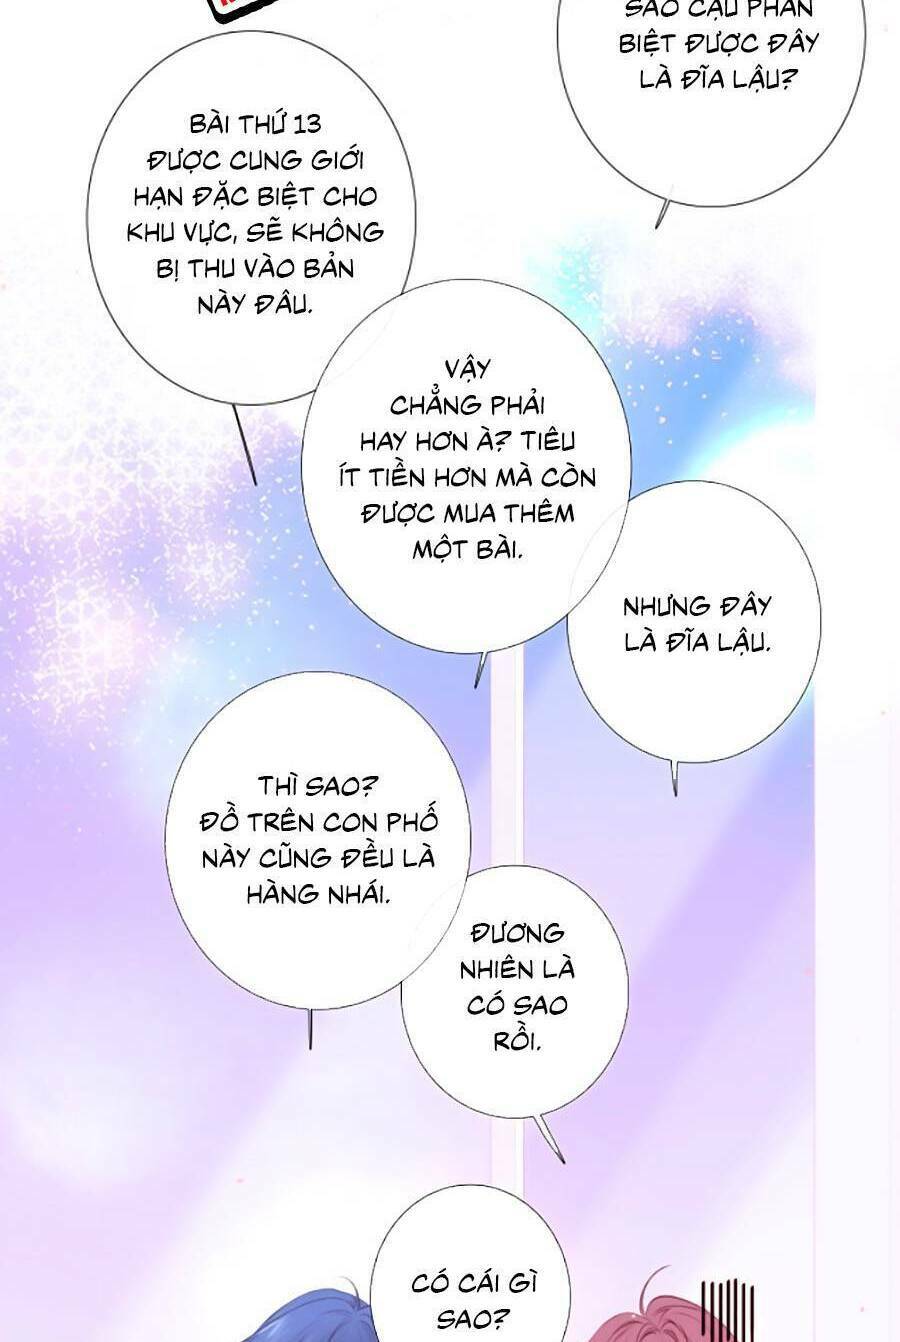 SAO CẬU PHÂN
BIỆT ĐƯỢC ĐÂY
LÀ ĐĨA LẬU?
BÀI THỨ 13
ĐƯỢC CUNG GIỚI
HẠN ĐẶC BIỆT CHO
KHU VỰC, SẼ KHÔNG
BỊ THU VÀO BẢN
NÀY ĐÂU.
VẬY
CHẲNG PHẢI
HAY HƠN À? TIÊU
ÍT TIỀN HƠN MÀ CÒN
ĐƯỢC MUA THÊM
MỘT BÀI.
NHƯNG ĐÂY
LÀ ĐĨA LẬU.
THÌ SAO?
ĐỒ TRÊN CON PHỐ
NÀY CŨNG ĐỀU LÀ
HÀNG NHÁI.
ĐƯƠNG
NHIÊN LÀ
CÓ SAO
RỒI.
CÓ CÁI GÌ
SAO?